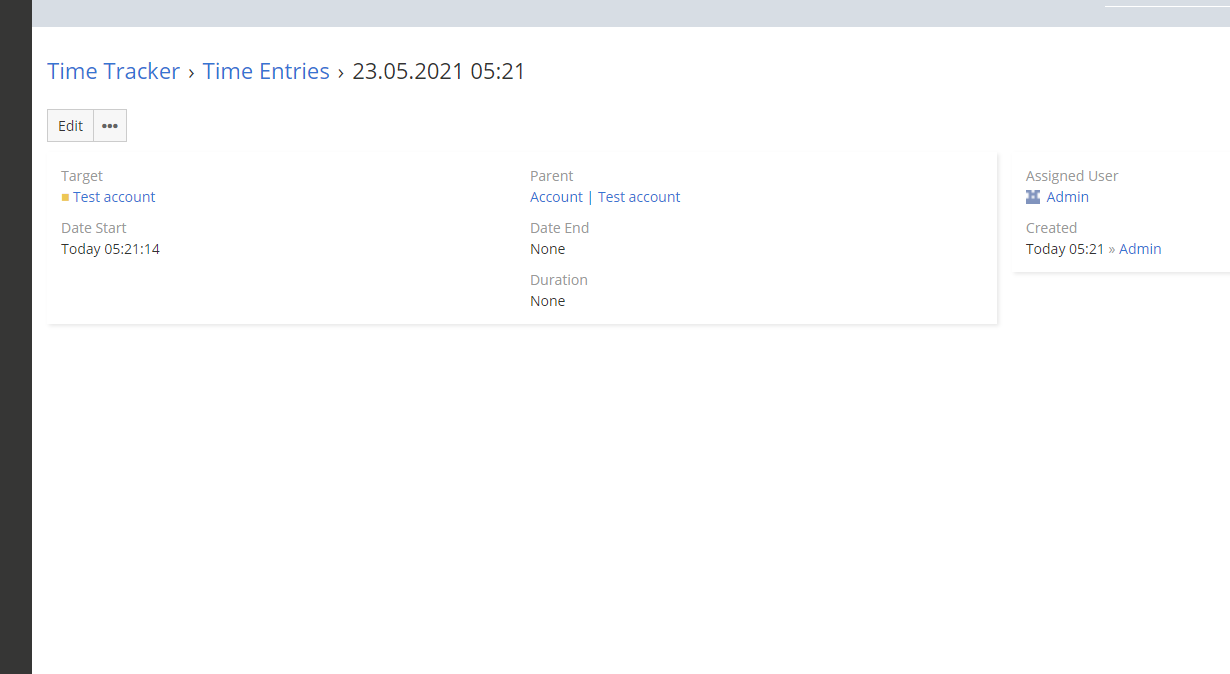 Time Tracker › Time Entries › 23.05.2021 05:21
Edit •••
Target
Test account
Date Start
Today 05:21:14
Parent
Account | Test account
Date End
None
Duration
None
Assigned User
Admin
Created
Today 05:21 » Admin